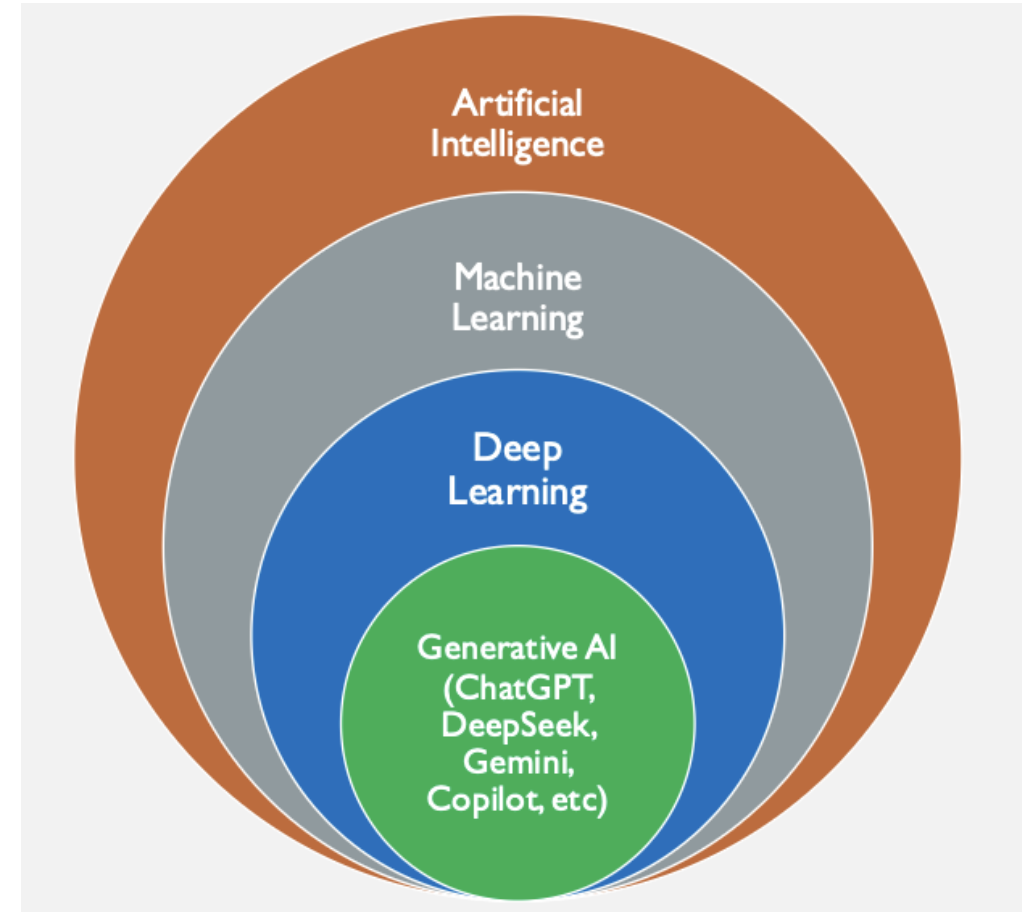 Artificial
Intelligence
Machine
Learning
Deep
Learning
Generative AI
(ChatGPT,
DeepSeek,
Gemini,
Copilot, etc)